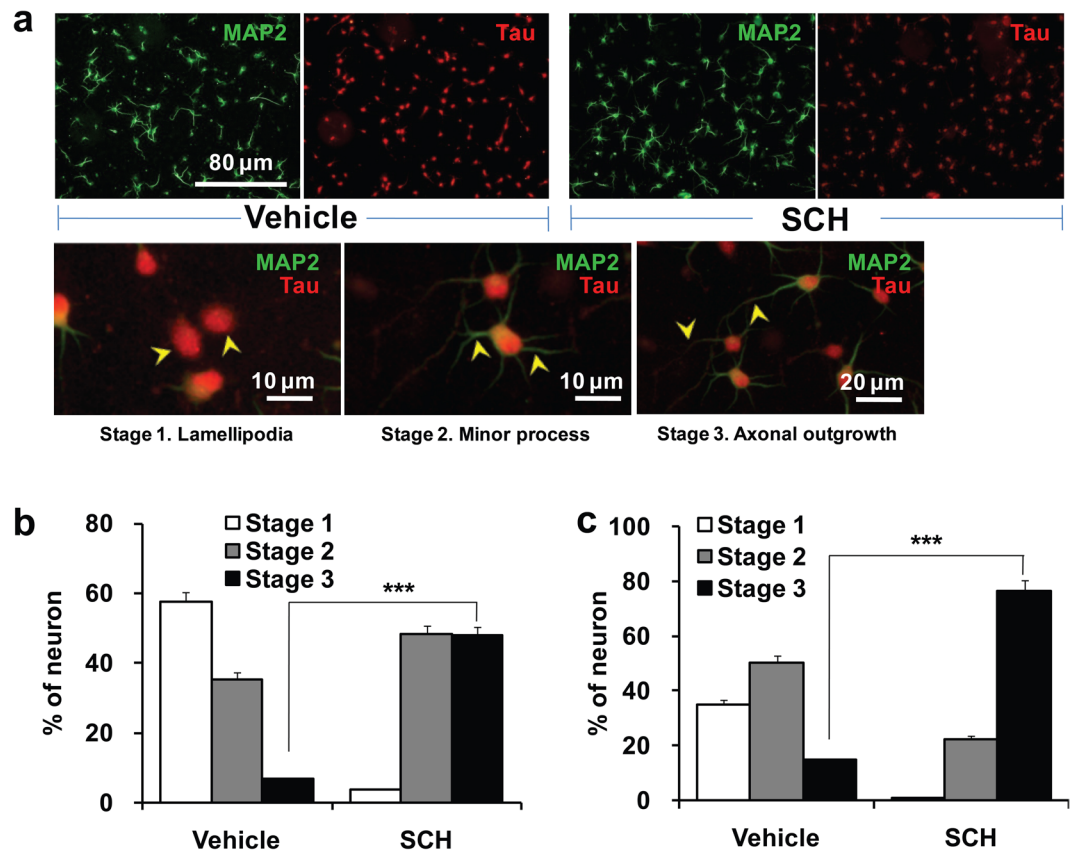 a
MAP2
Tau
MAP2
Tau
80 µm
Vehicle
SCH
MAP2
Tau
MAP2
Tau
MAP2
Tau
10 µm
10 µm
20 µm
Stage 1. Lamellipodia
Stage 2. Minor process
Stage 3. Axonal outgrowth
b
% of neuron
80
60
40
20
0
Stage 1
Stage 2
Stage 3
***
Vehicle
SCH
c
% of neuron
100
80
60
40
20
0
Stage 1
Stage 2
Stage 3
***
Vehicle
SCH